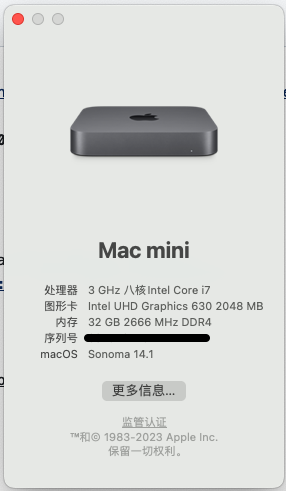 Mac mini
处理器 3 GHz 八核Intel Core i7
图形卡 Intel UHD Graphics 630 2048 MB
内存 32 GB 2666 MHz DDR4
序列号
macOS Sonoma 14.1
更多信息...
监管认证
™和© 1983-2023 Apple Inc.
保留一切权利。